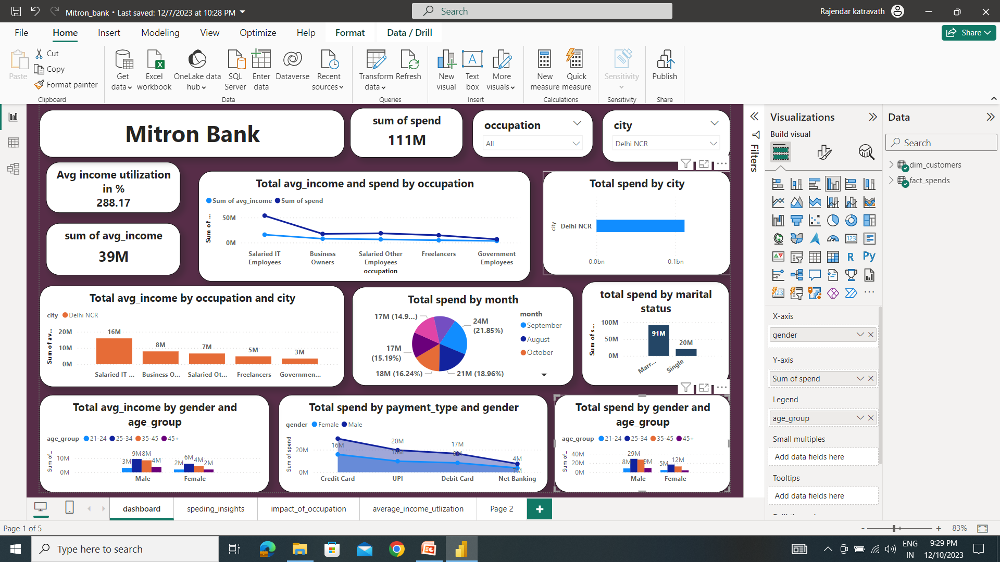 Mitron_bank • Last saved: 12/7/2023 at 10:28 PM
Search
Rajendar katravath
File
Home
Insert
Modeling
View
Optimize
Help
Format
Data / Drill
Share
Paste
Cut
Copy
Format painter
Clipboard
Get
data
Excel
workbook
OneLake data
hub
SQL
Server
Enter
data
Dataverse
Recent
sources
Data
Transform
data
Refresh
Queries
New
visual
Text
box
More
visuals
Insert
New
measure
Quick
measure
Calculations
Sensitivity
Sensitivity
Publish
Share
Mitron Bank
sum of spend
111M
occupation
All
city
Delhi NCR
Avg income utilization
in %
288.17
sum of avg_income
39M
Total avg_income and spend by occupation
Sum of avg_income
Sum of spend
Sum of ...
50M
0M
Salaried IT
Employees
Business
Owners
Salaried Other
Employees
Freelancers
Government
Employees
occupation
Total spend by city
city
Delhi NCR
0.0bn
0.1bn
Total avg_income by occupation and city
city
Delhi NCR
Sum of av...
20M
10M
0M
16M
8M
7M
5M
3M
Salaried IT ...
Business O...
Salaried Ot...
Freelancers
Governmen...
Total spend by month
17M (14.9...)
24M
(21.85%)
17M
(15.19%)
18M (16.24%)
21M (18.96%)
month
September
August
October
total spend by marital
status
Sum of s...
100M
50M
0M
91M
20M
Marr...
Single
Total avg_income by gender and
age_group
age_group
21-24
25-34
35-45
45+
Sum of...
10M
0M
3M
9M
8M
4M
2M
6M
4M
2M
Male
Female
Total spend by payment_type and gender
gender
Female
Male
Sum of spend
20M
0M
16M
20M
10M
17M
4M
Credit Card
UPI
Debit Card
Net Banking
Total spend by gender and
age_group
age_group
21-24
25-34
35-45
45+
Sum of...
40M
20M
0M
8M
29M
9M
5M
12M
Male
Female
Filters
Visualizations
Build visual
123
R
Py
123
X-axis
gender
Y-axis
Sum of spend
Legend
age_group
Small multiples
Add data fields here
Tooltips
Add data fields here
Data
Search
dim_customers
fact_spends
dashboard
speding_insights
impact_of_occupation
average_income_utlization
Page 2
Page 1 of 5
83%
Type here to search
ENG
IN
9:29 PM
12/10/2023